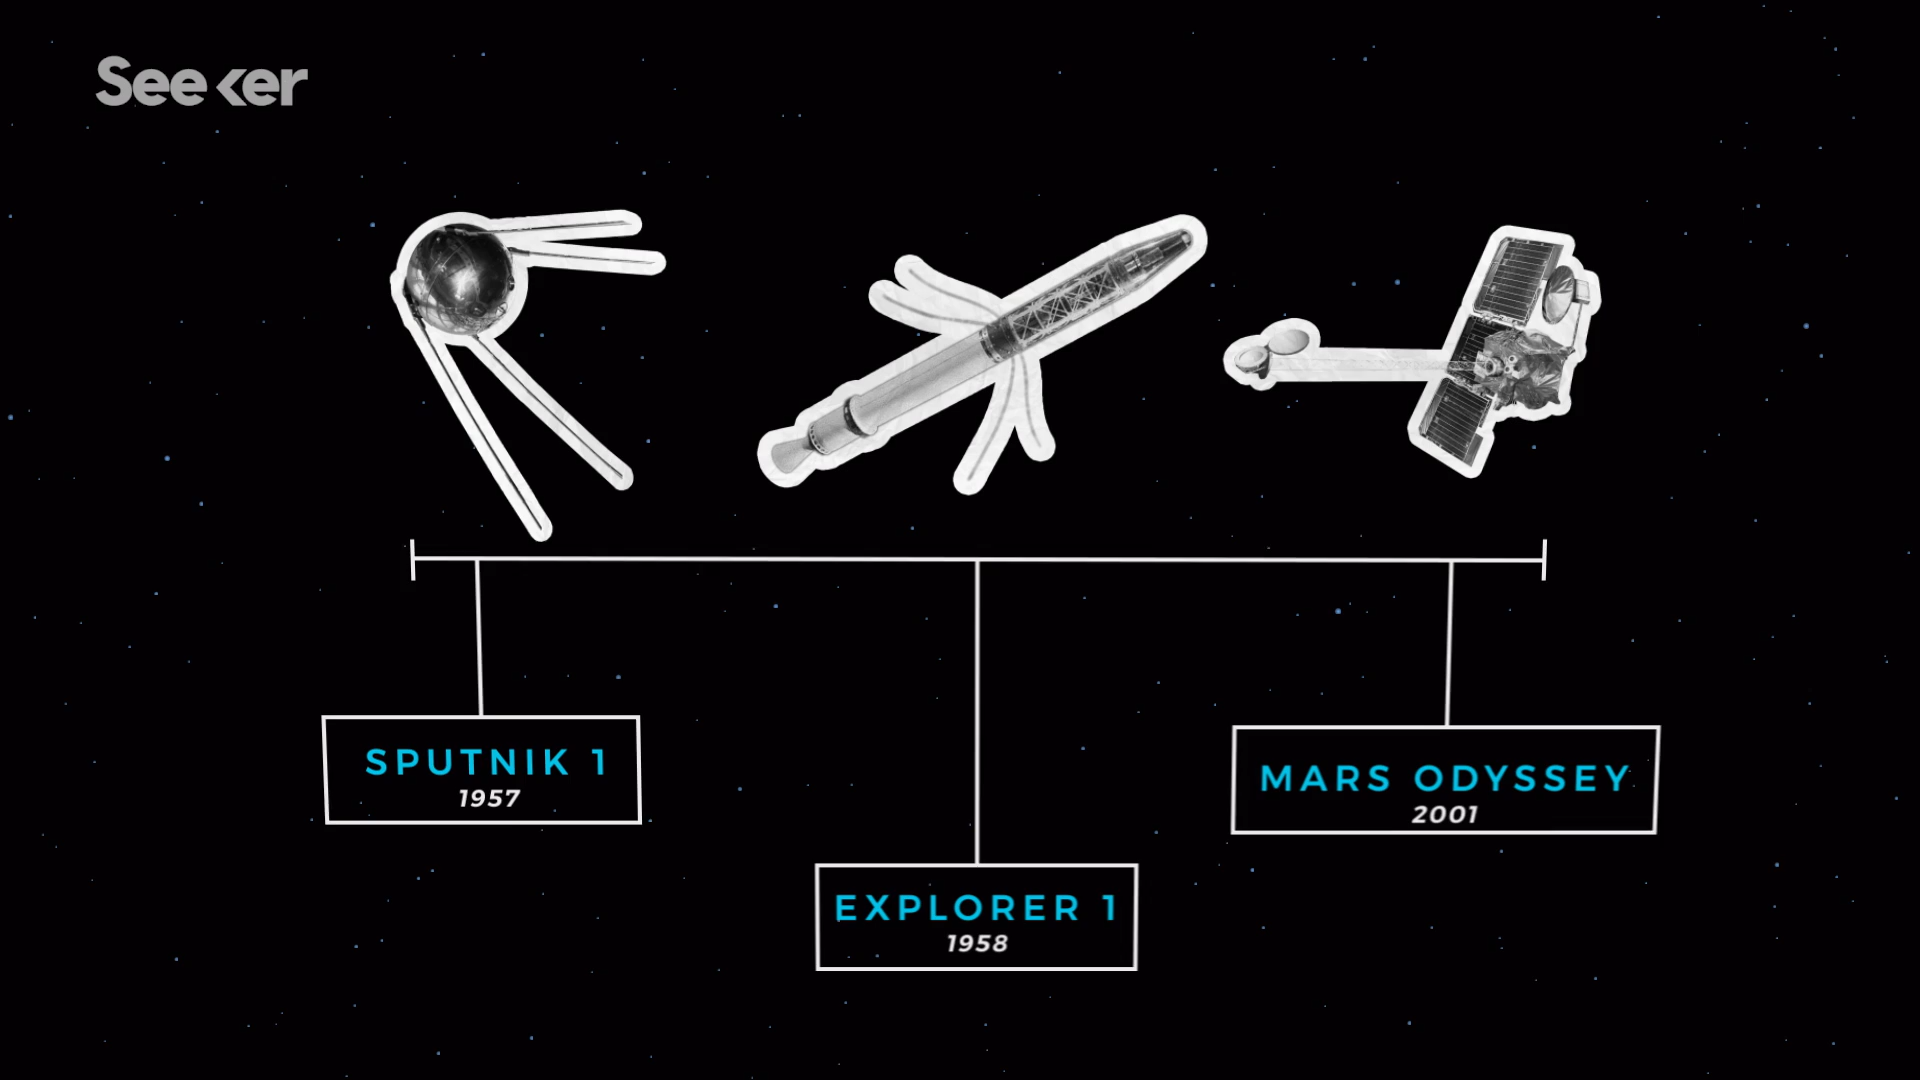 Seeker
SPUTNIK 1
1957
EXPLORER 1
1958
MARS ODYSSEY
2001